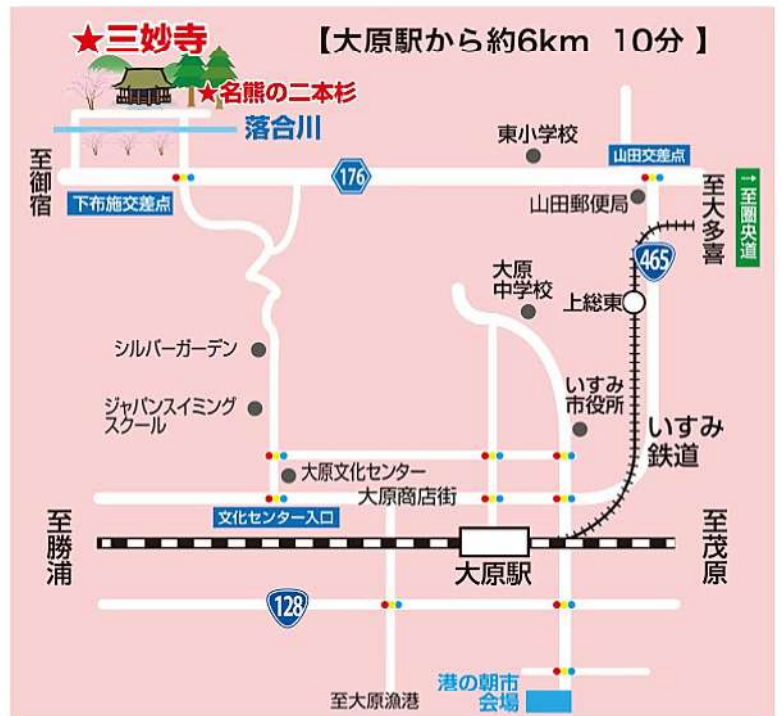 ★三妙寺
【大原駅から約6km 10分 】
★名熊の二本杉
落合川
東小学校
山田交差点
至御宿
下布施交差点
176
山田郵便局
至大多喜
→至圏央道
465
大原
中学校
上総東
シルバーガーデン
ジャパンスイミング
スクール
いすみ
市役所
いすみ
鉄道
大原文化センター
大原商店街
文化センター入口
至勝浦
大原駅
至茂原
128
港の朝市
会場
至大原漁港